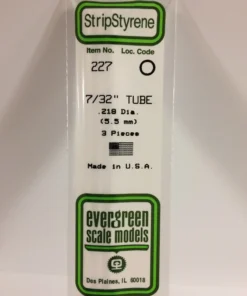 StripStyrene
Item No. Loc. Code
227 O
7/32" TUBE
.218 Dia.
(5.5 mm)
3 Pieces
Made in U.S.A.
evergreen
scale models
Des Plaines, IL 60018